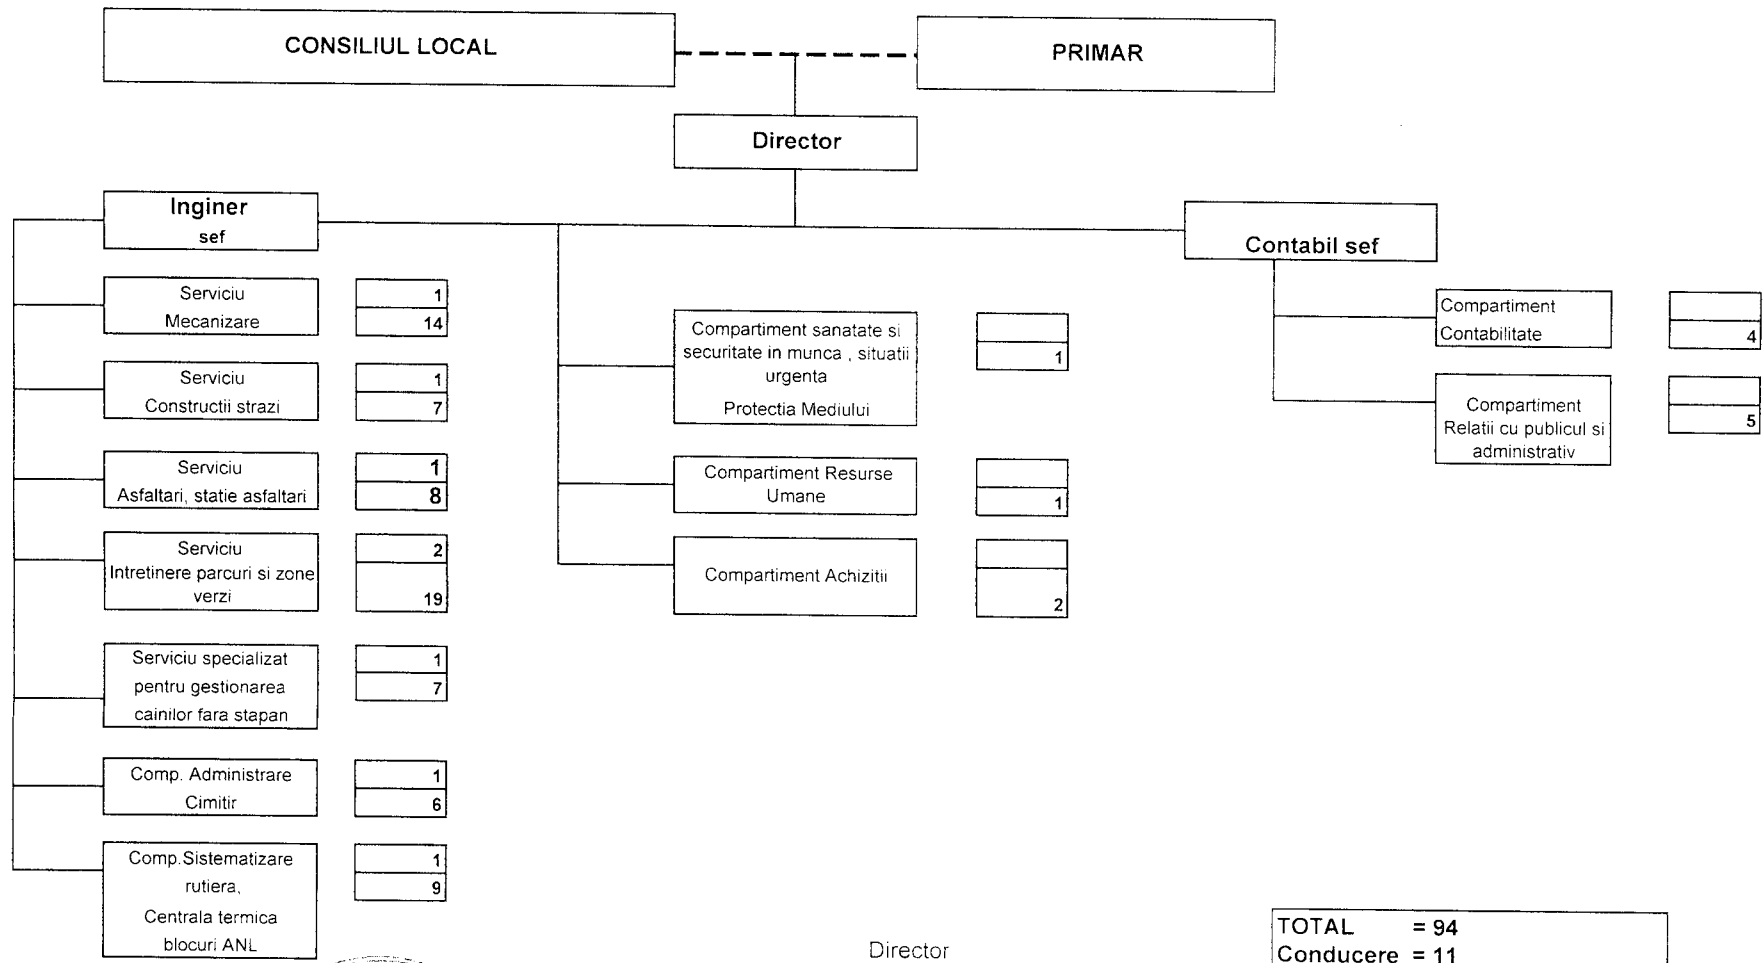 CONSILIUL LOCAL
PRIMAR
Director
Inginer
sef
Contabil sef
Serviciu
Mecanizare
1
14
Serviciu
Constructii strazi
1
7
Serviciu
Asfaltari, statie asfaltari
1
8
Serviciu
Intretinere parcuri si zone
verzi
2
19
Serviciu specializat
pentru gestionarea
cainilor fara stapan
1
7
Comp. Administrare
Cimitir
1
6
Comp.Sistematizare
rutiera,
Centrala termica
blocuri ANL
1
9
Compartiment sanatate si
securitate in munca , situatii
urgenta
Protectia Mediului
1
Compartiment Resurse
Umane
1
Compartiment Achizitii
2
Compartiment
Contabilitate
4
Compartiment
Relatii cu publicul si
administrativ
5
Director
TOTAL = 94
Conducere = 11